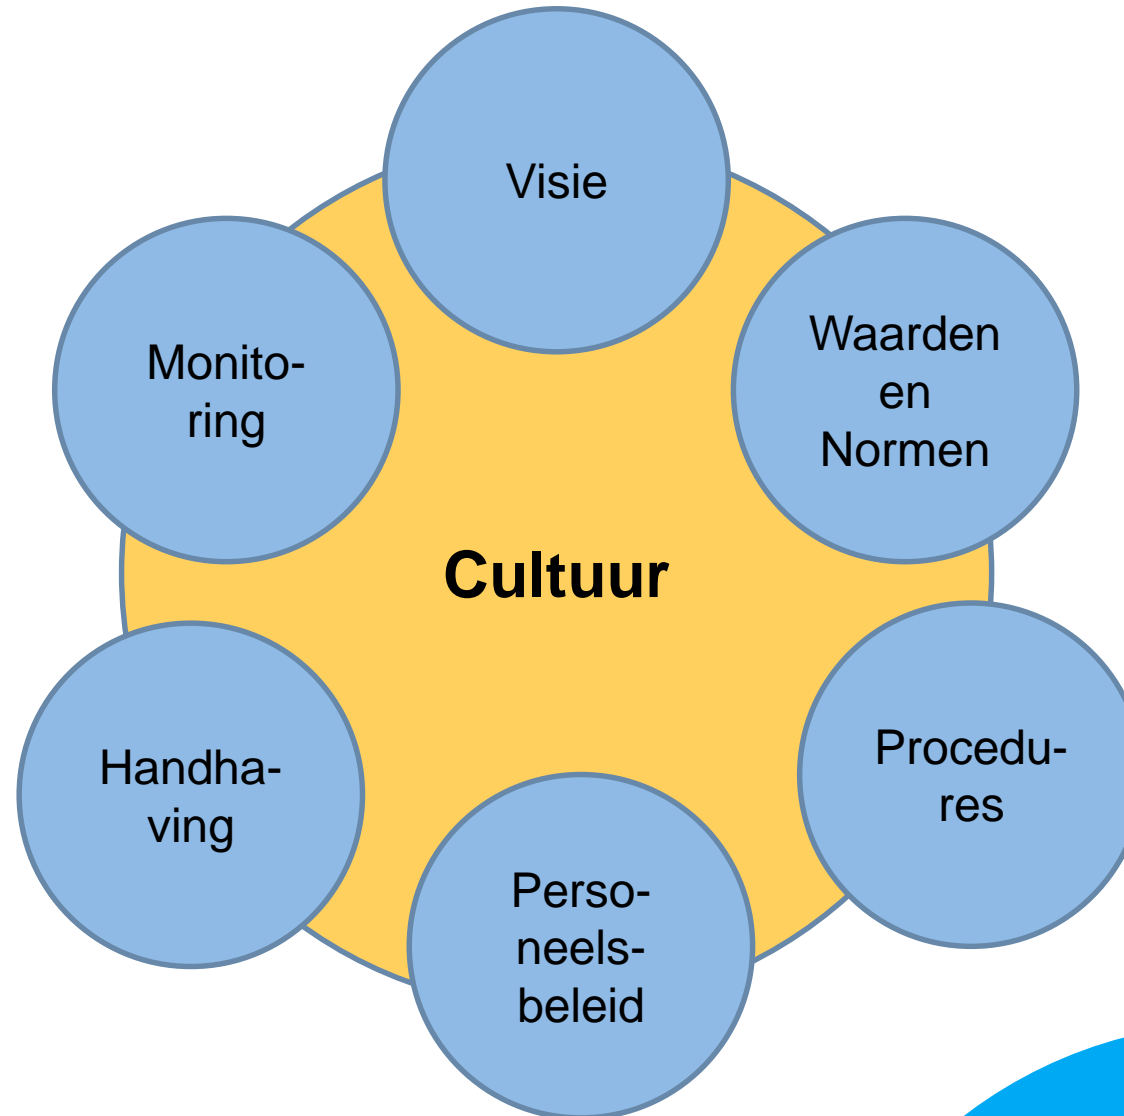 Visie
Waarden
en
Normen
Monito-
ring
Cultuur
Procedu-
res
Handha-
ving
Perso-
neels-
beleid